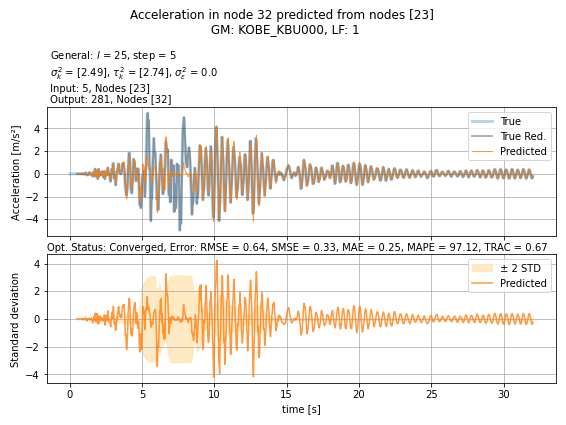 Acceleration in node 32 predicted from nodes [23]
GM: KOBE_KBU000, LF: 1
General: l = 25, step = 5
σ²ₖ = [2.49], τ²ₖ = [2.74], σ²ε = 0.0
Input: 5, Nodes [23]
Output: 281, Nodes [32]
Acceleration [m/s²]
4
2
0
−2
−4
True
True Red.
Predicted
Opt. Status: Converged, Error: RMSE = 0.64, SMSE = 0.33, MAE = 0.25, MAPE = 97.12, TRAC = 0.67
Standard deviation
4
2
0
−2
−4
± 2 STD
Predicted
0 5 10 15 20 25 30
time [s]